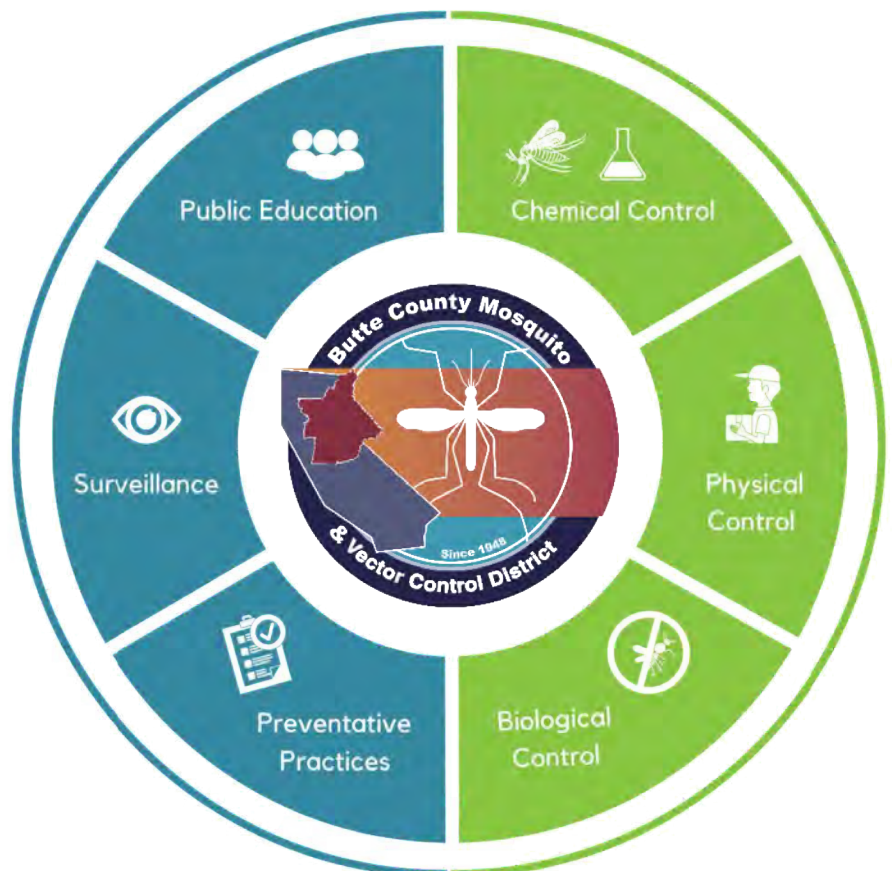 Public Education
Chemical Control
Surveillance
Physical
Control
Preventative
Practices
Biological
Control
Butte County Mosquito
& Vector Control District
Since 1948